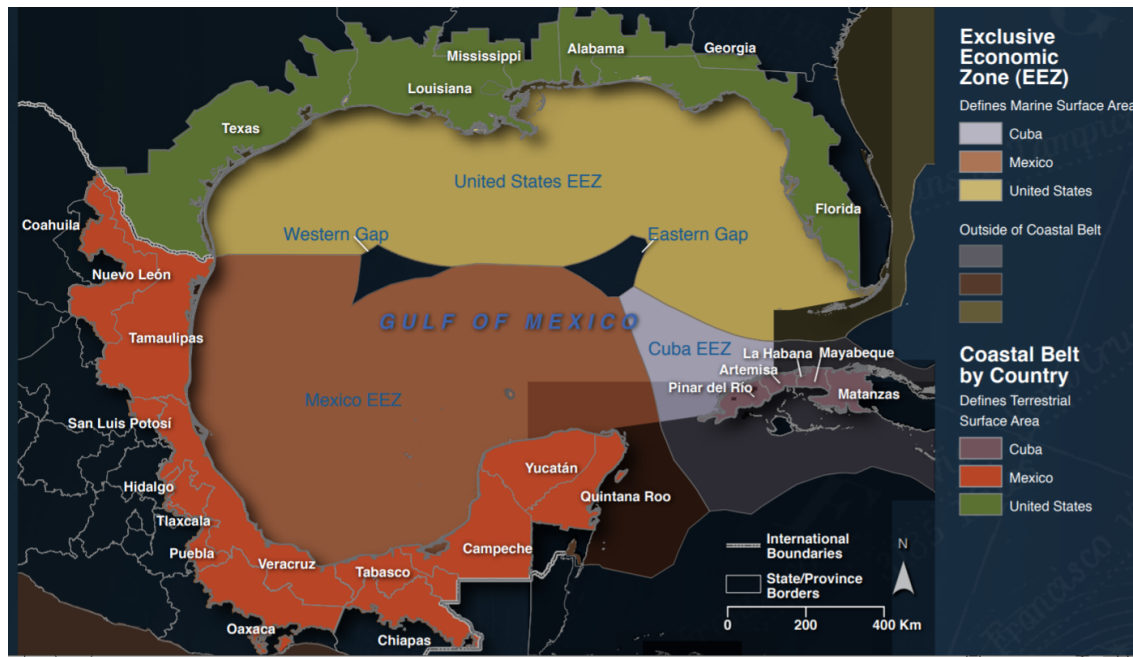 Mississippi
Alabama
Georgia
Louisiana
Texas
United States EEZ
Florida
Coahuila
Western Gap
Eastern Gap
Nuevo León
GULF OF MEXICO
Tamaulipas
Cuba EEZ
La Habana
Mayabeque
Artemisa
Pinar del Río
Matanzas
Mexico EEZ
San Luis Potosí
Yucatán
Hidalgo
Quintana Roo
Tlaxcala
Puebla
Campeche
Veracruz
Tabasco
Oaxaca
Chiapas
International
Boundaries
State/Province
Borders
N
0 200 400 Km
Exclusive
Economic
Zone (EEZ)
Defines Marine Surface Area
Cuba
Mexico
United States
Outside of Coastal Belt
Coastal Belt
by Country
Defines Terrestrial
Surface Area
Cuba
Mexico
United States